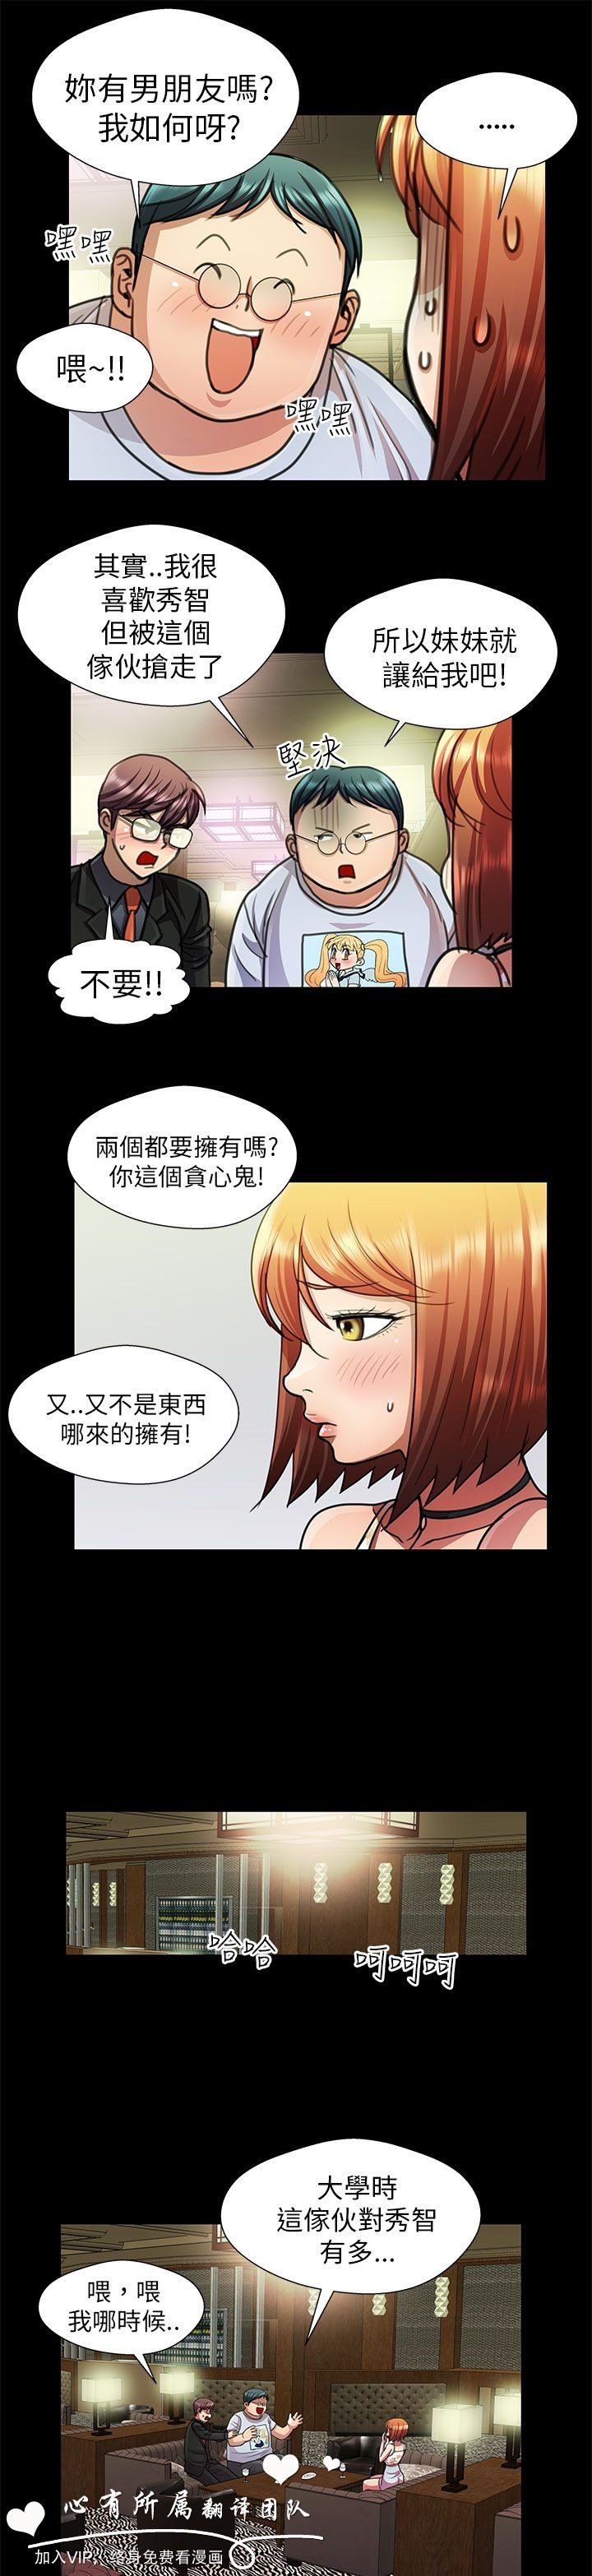 妳有男朋友嗎?
我如何呀?
.....
嘿嘿
喂~!!
嘿嘿
其實..我很
喜歡秀智
但被這個
傢伙搶走了
所以妹妹就
讓給我吧!
堅決
不要!!
兩個都要擁有嗎?
你這個貪心鬼!
又..又不是東西
哪來的擁有!
哈哈
呵呵呵
大學時
這傢伙對秀智
有多...
喂，喂
我哪時候..
心有所属翻译团队
加入VIP，终身免费看漫画